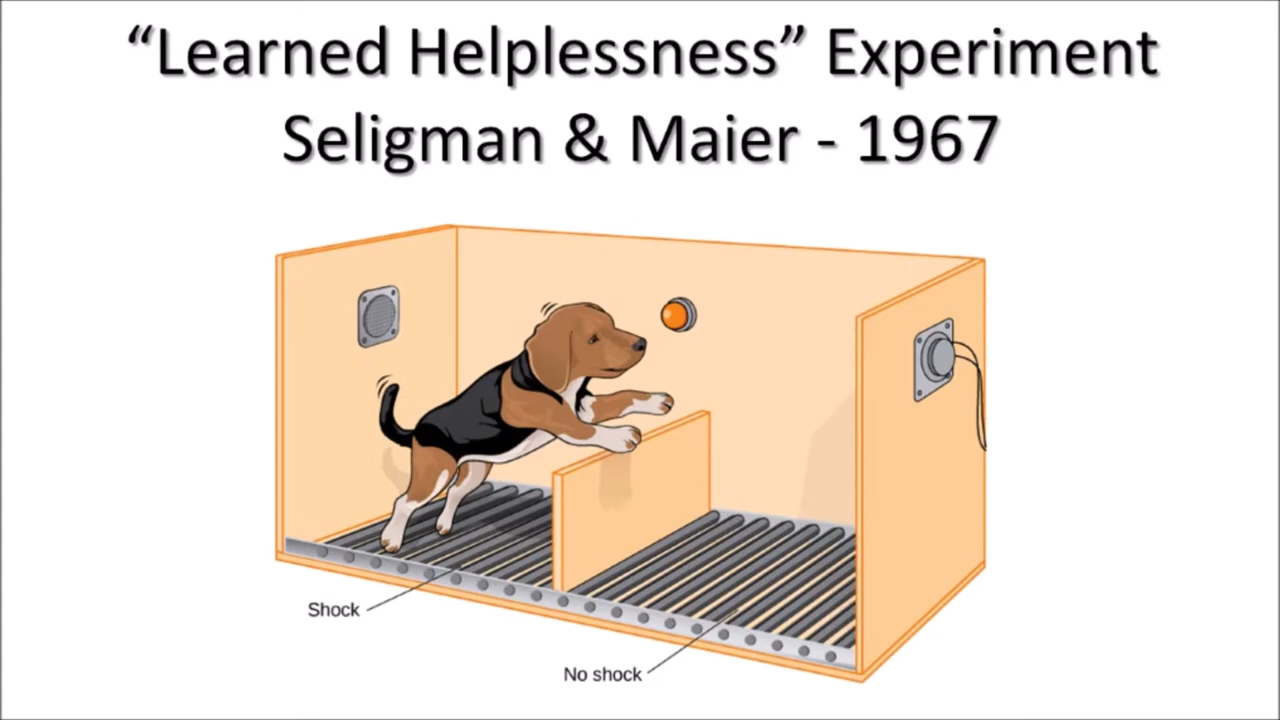 “Learned Helplessness” Experiment
Seligman & Maier - 1967
Shock
No shock